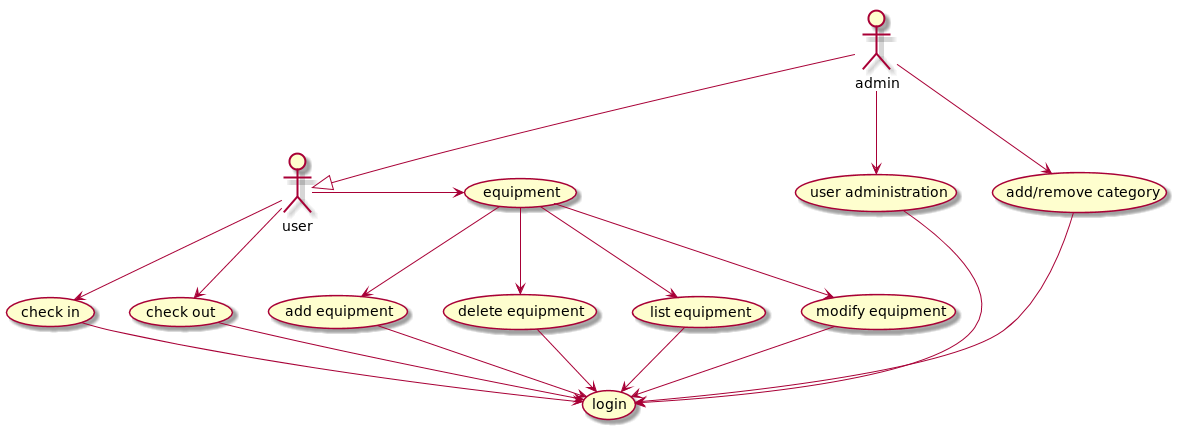 admin
user
equipment
user administration
add/remove category
check in
check out
add equipment
delete equipment
list equipment
modify equipment
login